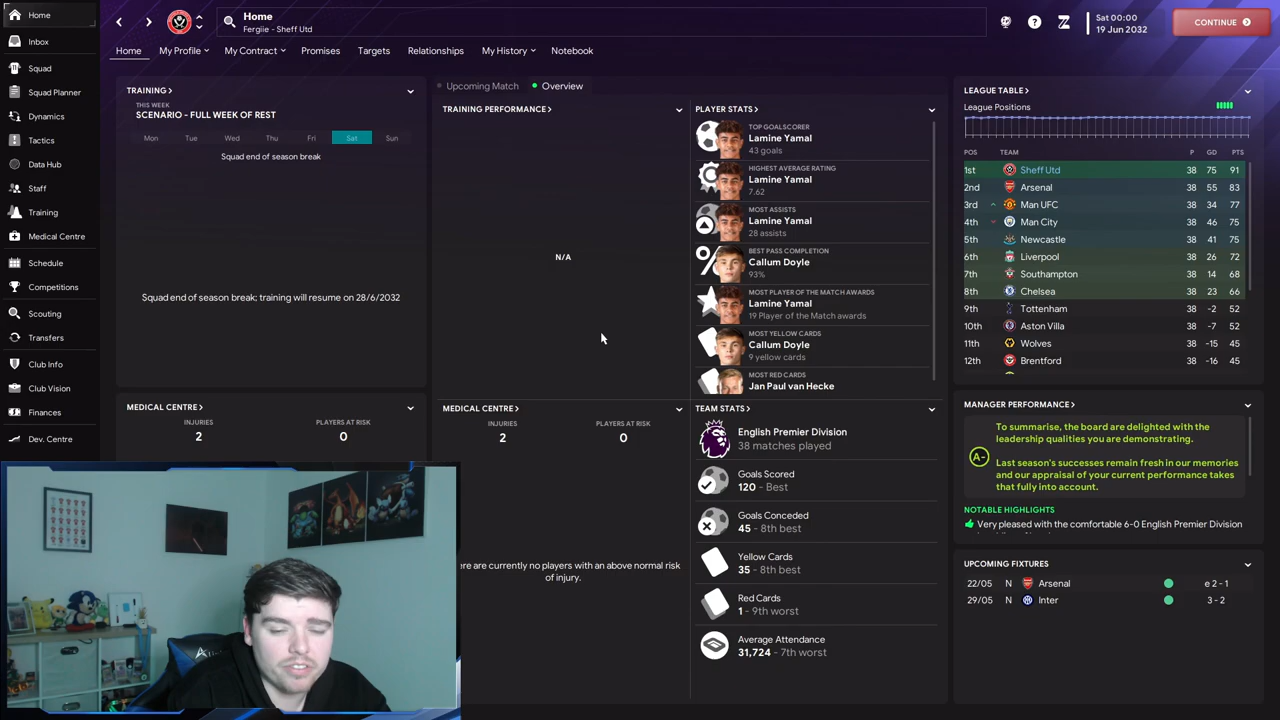 Home
Inbox
Squad
Squad Planner
Dynamics
Tactics
Data Hub
Staff
Training
Medical Centre
Schedule
Competitions
Scouting
Transfers
Club Info
Club Vision
Finances
Dev. Centre
Home
Fergiie - Sheff Utd
Sat 00:00
19 Jun 2032
CONTINUE
Home
My Profile
My Contract
Promises
Targets
Relationships
My History
Notebook
TRAINING
THIS WEEK
SCENARIO - FULL WEEK OF REST
Mon Tue Wed Thu Fri Sat Sun
Squad end of season break
Squad end of season break; training will resume on 28/6/2032
MEDICAL CENTRE
INJURIES PLAYERS AT RISK
2 0
Upcoming Match Overview
TRAINING PERFORMANCE
N/A
MEDICAL CENTRE
INJURIES PLAYERS AT RISK
2 0
ere are currently no players with an above normal risk
of injury.
PLAYER STATS
TOP GOALSCORER
Lamine Yamal
43 goals
HIGHEST AVERAGE RATING
Lamine Yamal
7.62
MOST ASSISTS
Lamine Yamal
28 assists
BEST PASS COMPLETION
Callum Doyle
93%
MOST PLAYER OF THE MATCH AWARDS
Lamine Yamal
19 Player of the Match awards
MOST YELLOW CARDS
Callum Doyle
9 yellow cards
MOST RED CARDS
Jan Paul van Hecke
TEAM STATS
English Premier Division
38 matches played
Goals Scored
120 - Best
Goals Conceded
45 - 8th best
Yellow Cards
35 - 8th best
Red Cards
1 - 9th worst
Average Attendance
31,724 - 7th worst
LEAGUE TABLE
League Positions
POS TEAM P GD PTS
1st Sheff Utd 38 75 91
2nd Arsenal 38 55 83
3rd Man UFC 38 34 77
4th Man City 38 46 75
5th Newcastle 38 41 75
6th Liverpool 38 26 72
7th Southampton 38 14 68
8th Chelsea 38 23 66
9th Tottenham 38 -2 52
10th Aston Villa 38 -7 52
11th Wolves 38 -15 45
12th Brentford 38 -16 45
MANAGER PERFORMANCE
A-
To summarise, the board are delighted with the
leadership qualities you are demonstrating.
Last season's successes remain fresh in our memories
and our appraisal of your current performance takes
that fully into account.
NOTABLE HIGHLIGHTS
Very pleased with the comfortable 6-0 English Premier Division
UPCOMING FIXTURES
22/05 N Arsenal e 2 - 1
29/05 N Inter 3 - 2